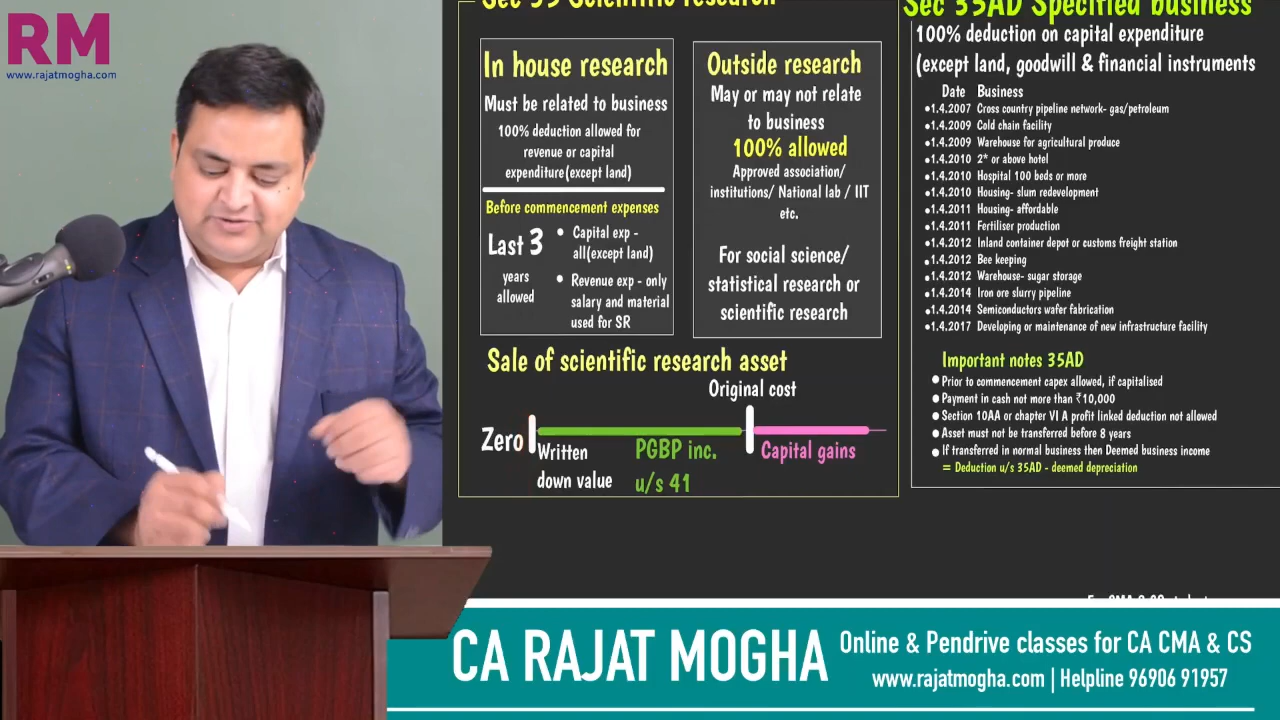 RM
www.rajatmogha.com
Sec 35 Scientific research
In house research
Must be related to business
100% deduction allowed for
revenue or capital
expenditure(except land)
Before commencement expenses
Last 3
years
allowed
• Capital exp -
all(except land)
• Revenue exp - only
salary and material
used for SR
Outside research
May or may not relate
to business
100% allowed
Approved association/
institutions/ National lab / IIT
etc.
For social science/
statistical research or
scientific research
Sale of scientific research asset
Original cost
Zero
Written
down value
PGBP inc.
u/s 41
Capital gains
Sec 35AD Specified business
100% deduction on capital expenditure
(except land, goodwill & financial instruments
Date Business
•1.4.2007 Cross country pipeline network- gas/petroleum
•1.4.2009 Cold chain facility
•1.4.2009 Warehouse for agricultural produce
•1.4.2010 2* or above hotel
•1.4.2010 Hospital 100 beds or more
•1.4.2010 Housing- slum redevelopment
•1.4.2011 Housing- affordable
•1.4.2011 Fertiliser production
•1.4.2012 Inland container depot or customs freight station
•1.4.2012 Bee keeping
•1.4.2012 Warehouse- sugar storage
•1.4.2014 Iron ore slurry pipeline
•1.4.2014 Semiconductors wafer fabrication
•1.4.2017 Developing or maintenance of new infrastructure facility
Important notes 35AD
• Prior to commencement capex allowed, if capitalised
• Payment in cash not more than ₹10,000
• Section 10AA or chapter VI A profit linked deduction not allowed
• Asset must not be transferred before 8 years
• If transferred in normal business then Deemed business income
= Deduction u/s 35AD - deemed depreciation
CA RAJAT MOGHA
Online & Pendrive classes for CA CMA & CS
www.rajatmogha.com | Helpline 96906 91957